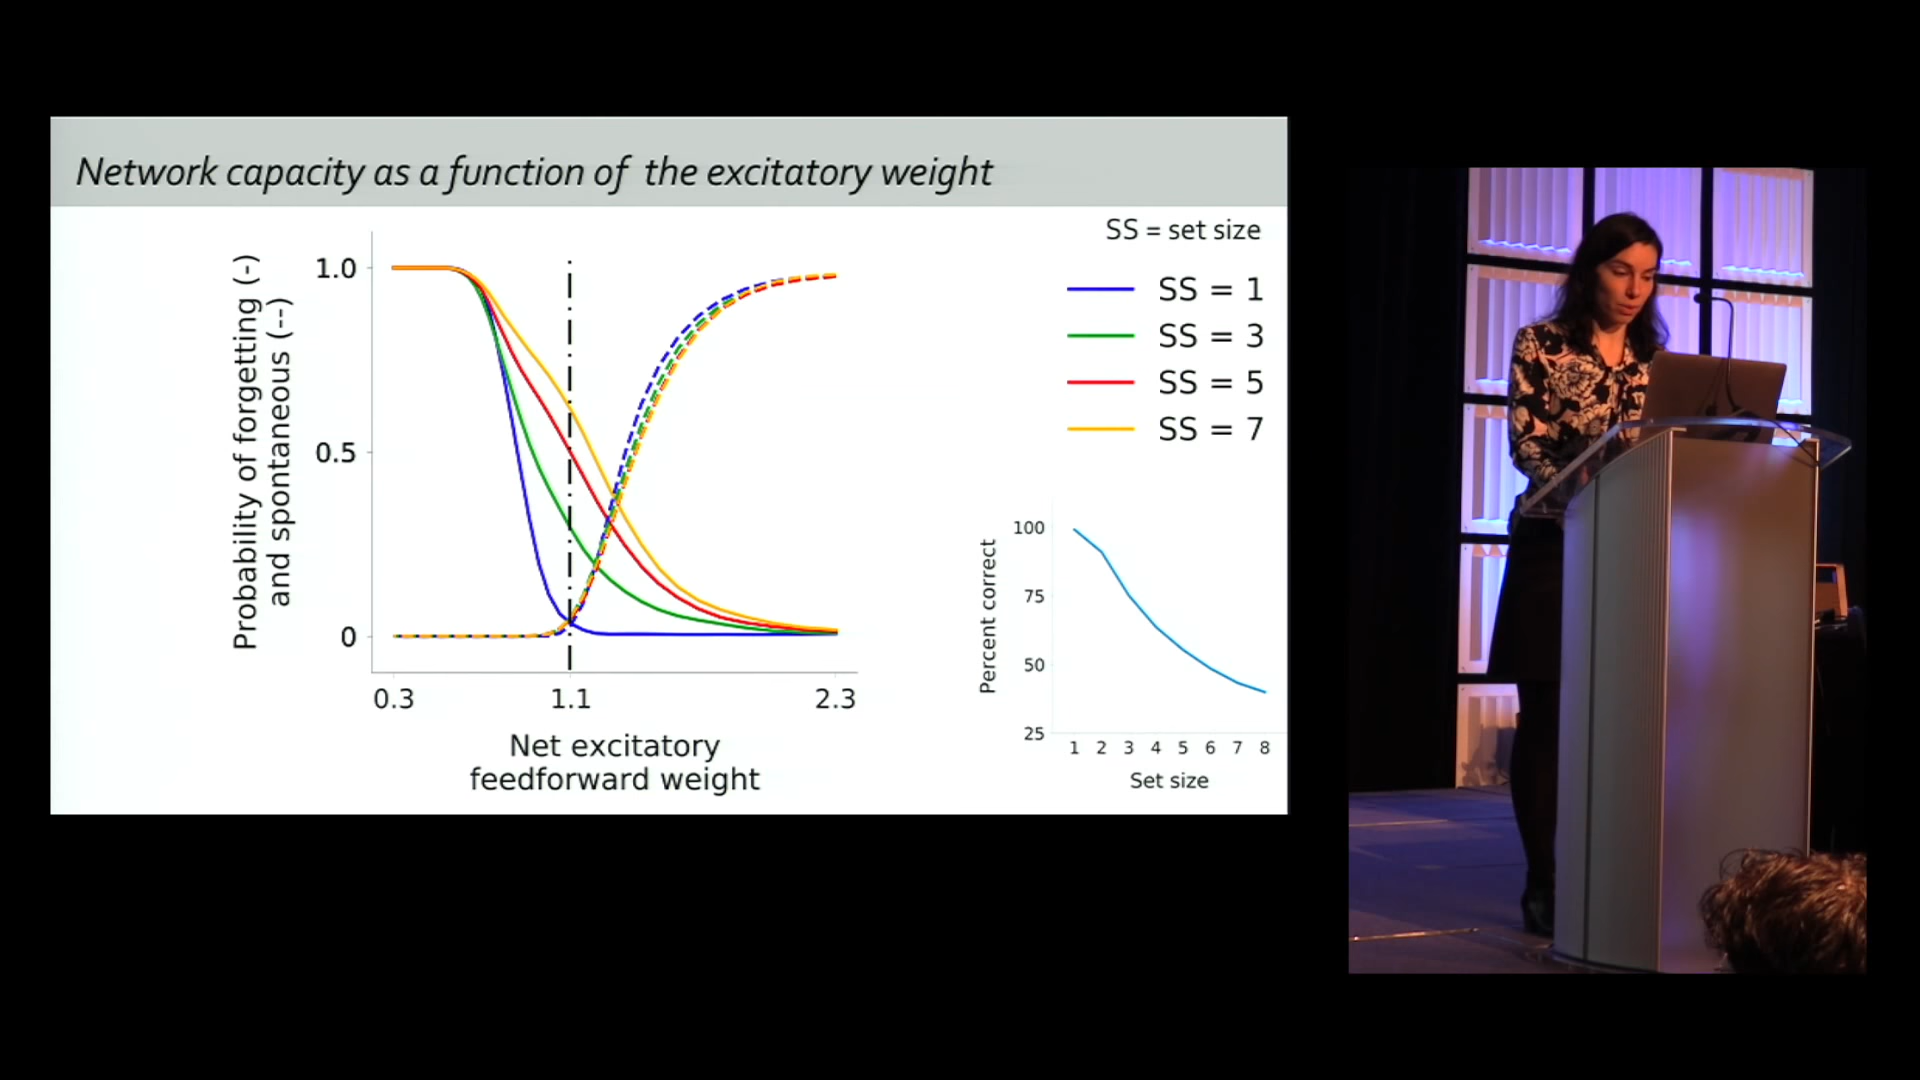 Network capacity as a function of the excitatory weight
Probability of forgetting (-)
and spontaneous (--)
1.0
0.5
0
0.3
1.1
2.3
Net excitatory
feedforward weight
SS = set size
SS = 1
SS = 3
SS = 5
SS = 7
Percent correct
100
75
50
25
1 2 3 4 5 6 7 8
Set size